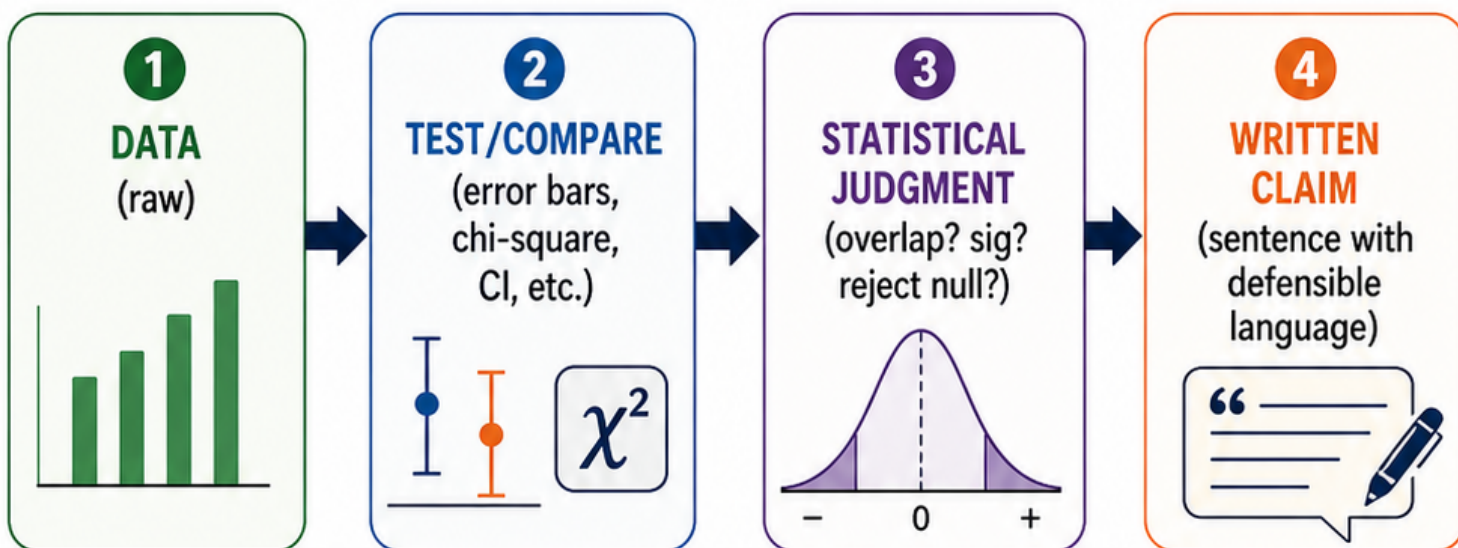 1
DATA
(raw)
2
TEST/COMPARE
(error bars,
chi-square,
CI, etc.)
χ²
3
STATISTICAL
JUDGMENT
(overlap? sig?
reject null?)
− 0 +
4
WRITTEN
CLAIM
(sentence with
defensible
language)
“